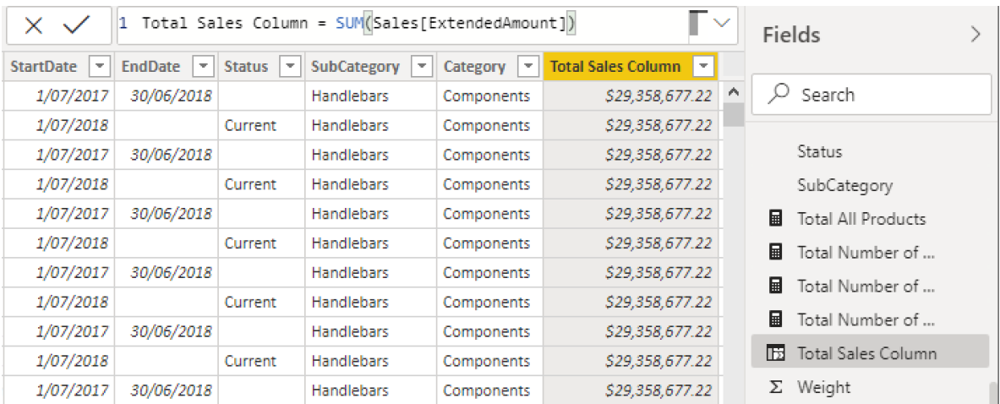 1 Total Sales Column = SUM(Sales[ExtendedAmount])
StartDate EndDate Status SubCategory Category Total Sales Column
1/07/2017 30/06/2018 Handlebars Components $29,358,677.22
1/07/2018 Current Handlebars Components $29,358,677.22
1/07/2017 30/06/2018 Handlebars Components $29,358,677.22
1/07/2018 Current Handlebars Components $29,358,677.22
1/07/2017 30/06/2018 Handlebars Components $29,358,677.22
1/07/2018 Current Handlebars Components $29,358,677.22
1/07/2017 30/06/2018 Handlebars Components $29,358,677.22
1/07/2018 Current Handlebars Components $29,358,677.22
1/07/2017 30/06/2018 Handlebars Components $29,358,677.22
1/07/2018 Current Handlebars Components $29,358,677.22
1/07/2017 30/06/2018 Handlebars Components $29,358,677.22
Fields
Search
Status
SubCategory
Total All Products
Total Number of ...
Total Number of ...
Total Number of ...
Total Sales Column
Σ Weight